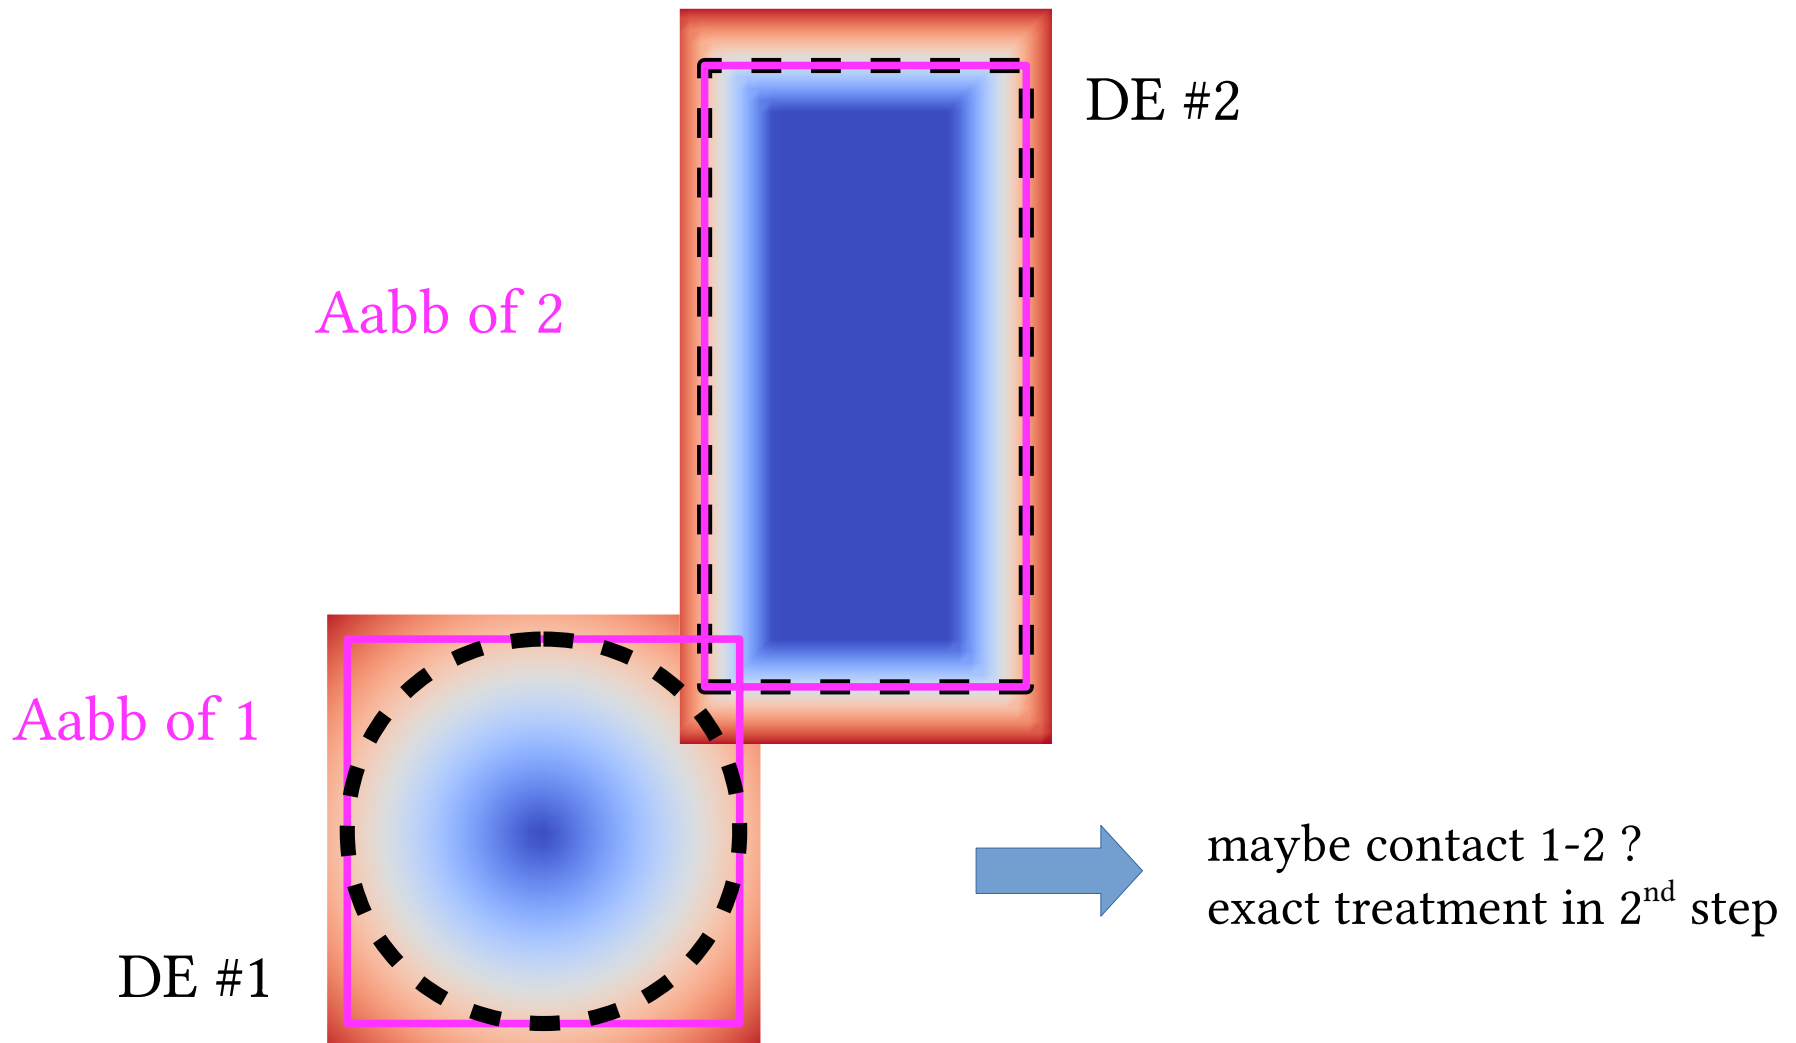 DE #2
Aabb of 2
Aabb of 1
maybe contact 1-2 ?
exact treatment in 2nd step
DE #1